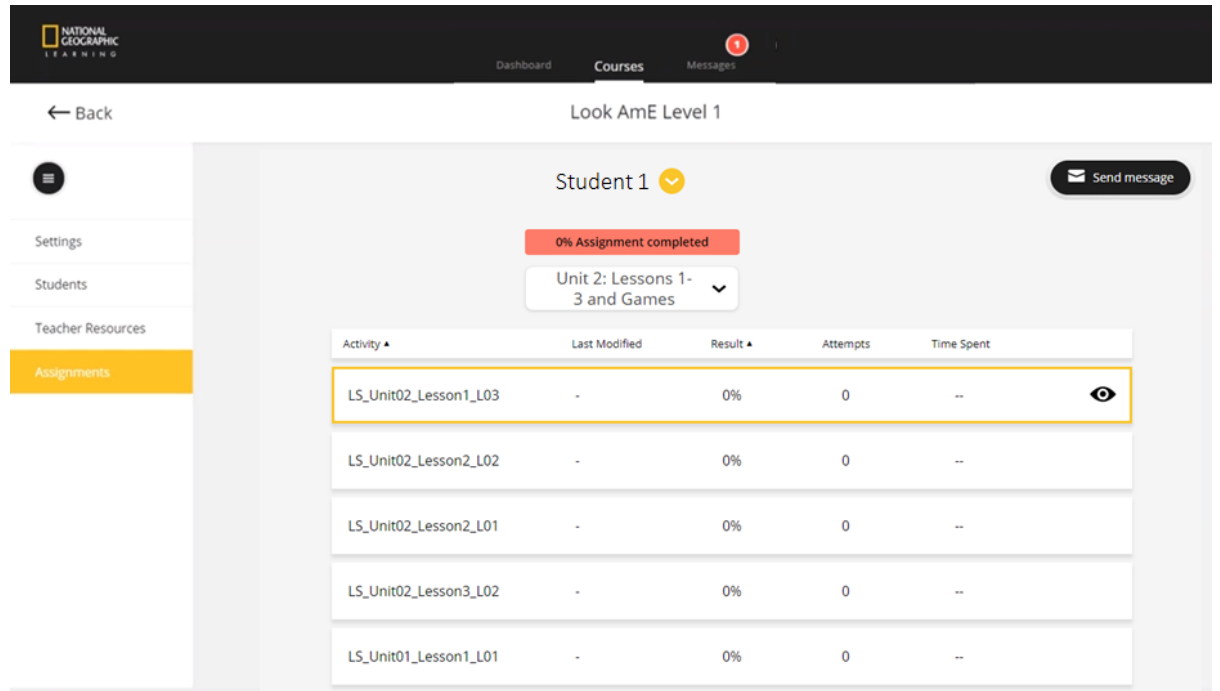 NATIONAL
GEOGRAPHIC
LEARNING
1
Dashboard Courses Messages
← Back
Look AmE Level 1
Student 1
Send message
0% Assignment completed
Unit 2: Lessons 1-
3 and Games
Settings
Students
Teacher Resources
Assignments
Activity ▲ Last Modified Result ▲ Attempts Time Spent
LS_Unit02_Lesson1_L03 - 0% 0 --
LS_Unit02_Lesson2_L02 - 0% 0 --
LS_Unit02_Lesson2_L01 - 0% 0 --
LS_Unit02_Lesson3_L02 - 0% 0 --
LS_Unit01_Lesson1_L01 - 0% 0 --